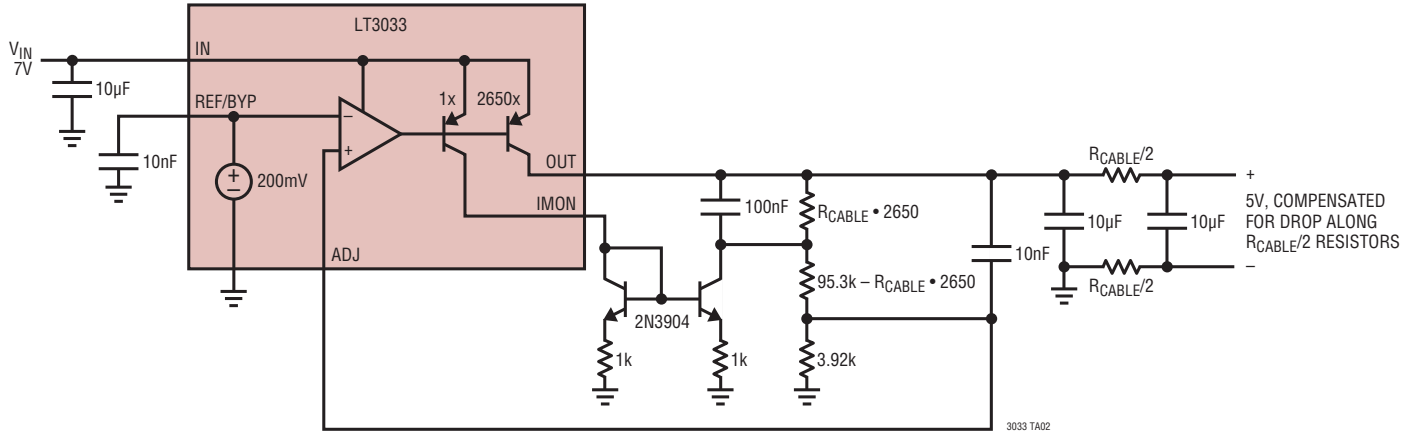 LT3033
V_IN
7V
IN
10µF
REF/BYP
1x
2650x
−
+
10nF
+
−
200mV
OUT
IMON
ADJ
100nF
R_CABLE • 2650
95.3k – R_CABLE • 2650
3.92k
2N3904
1k
1k
10nF
R_CABLE/2
10µF
10µF
R_CABLE/2
+
5V, COMPENSATED
FOR DROP ALONG
R_CABLE/2 RESISTORS
–
3033 TA02